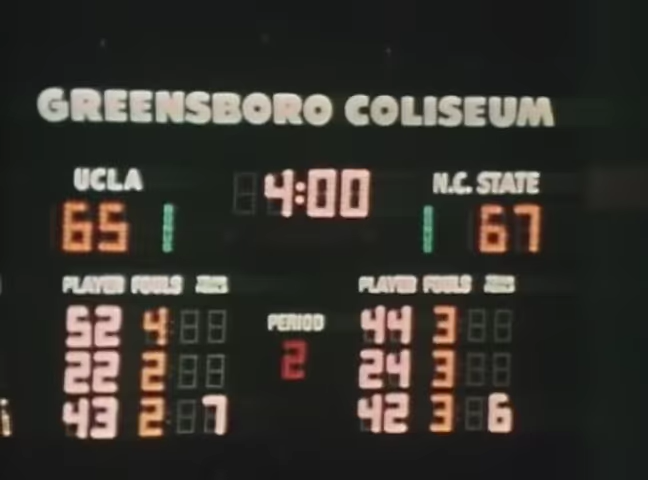 GREENSBORO COLISEUM
UCLA 4:00 N.C. STATE
65 1 1 67
PLAYER FOULS PLAYER FOULS
52 4 PERIOD 44 3
22 2 2 24 3
43 2 7 42 3 6